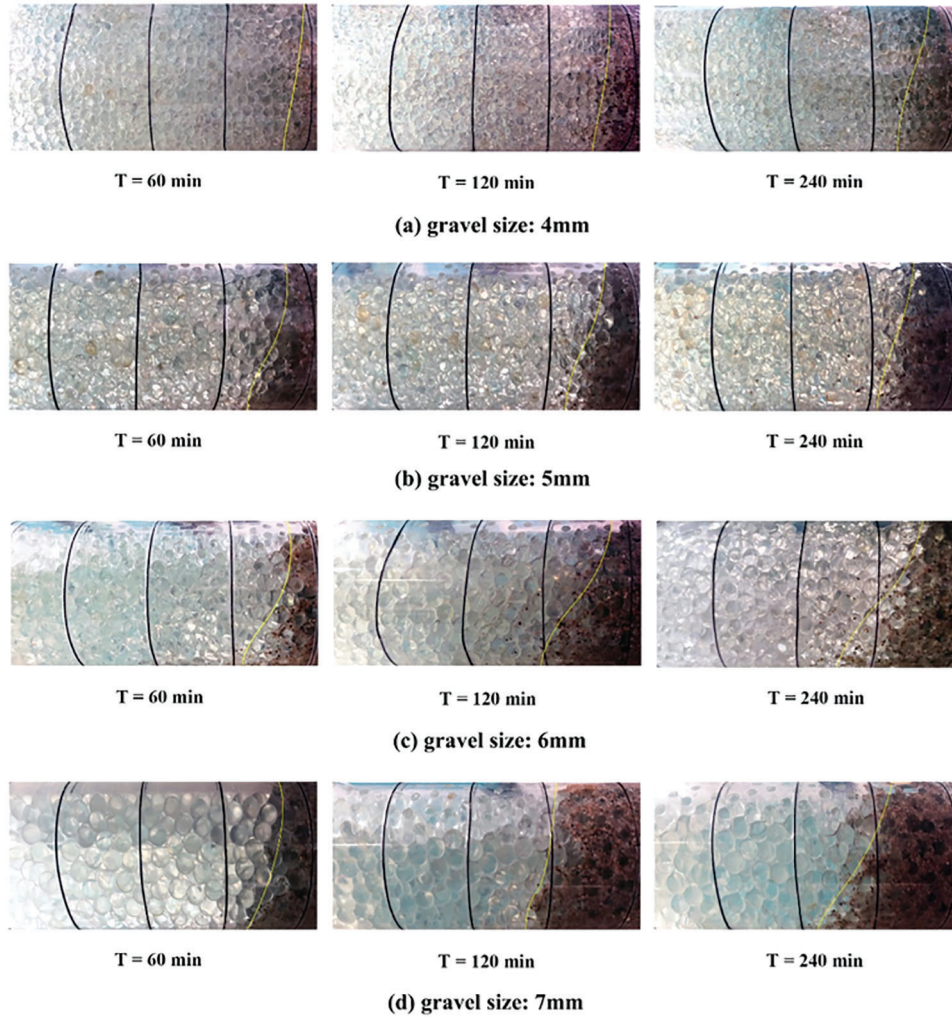 T = 60 min
T = 120 min
T = 240 min
(a) gravel size: 4mm
T = 60 min
T = 120 min
T = 240 min
(b) gravel size: 5mm
T = 60 min
T = 120 min
T = 240 min
(c) gravel size: 6mm
T = 60 min
T = 120 min
T = 240 min
(d) gravel size: 7mm